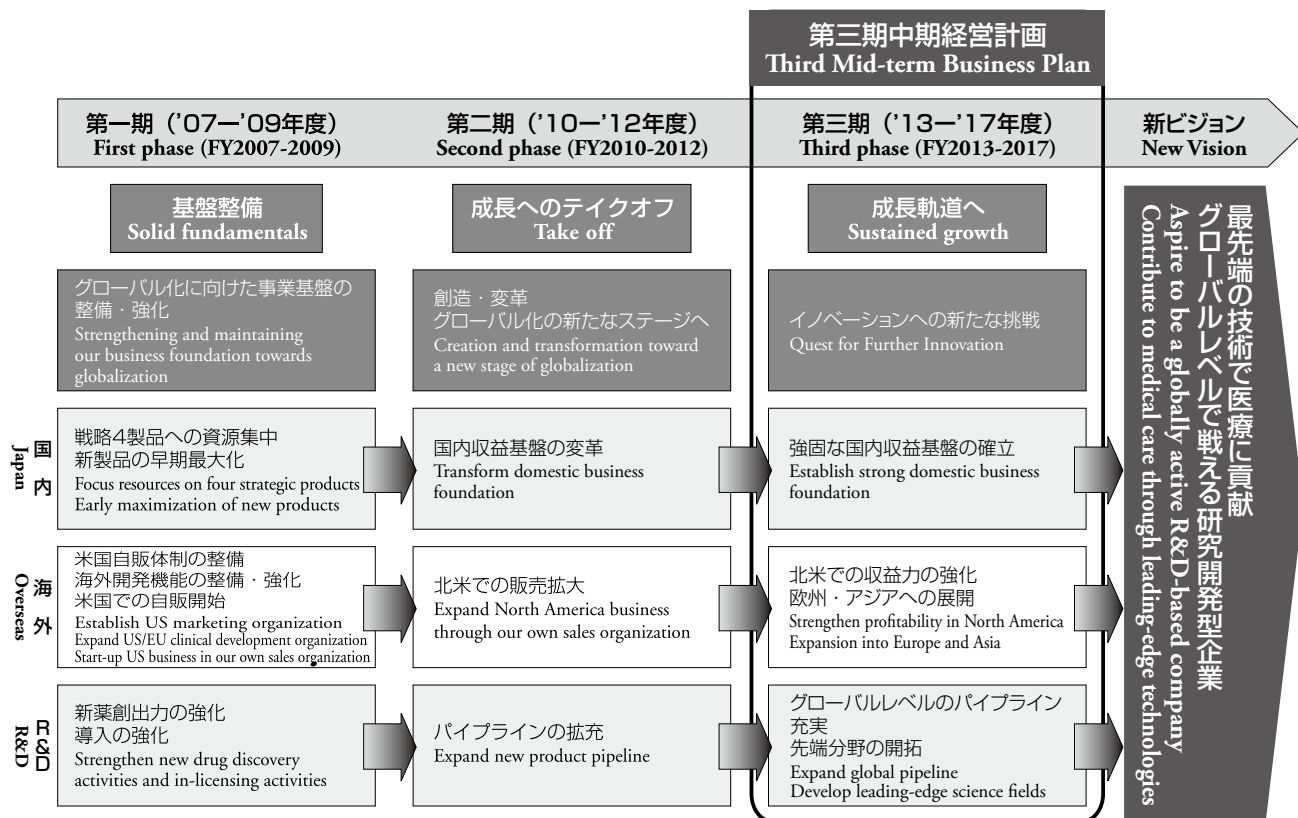 第三期中期経営計画
Third Mid-term Business Plan
第一期（’07ー’09年度）
First phase (FY2007-2009)
第二期（’10ー’12年度）
Second phase (FY2010-2012)
第三期（’13ー’17年度）
Third phase (FY2013-2017)
新ビジョン
New Vision
基盤整備
Solid fundamentals
成長へのテイクオフ
Take off
成長軌道へ
Sustained growth
グローバル化に向けた事業基盤の
整備・強化
Strengthening and maintaining
our business foundation towards
globalization
創造・変革
グローバル化の新たなステージへ
Creation and transformation toward
a new stage of globalization
イノベーションへの新たな挑戦
Quest for Further Innovation
国内
Japan
戦略4製品への資源集中
新製品の早期最大化
Focus resources on four strategic products
Early maximization of new products
国内収益基盤の変革
Transform domestic business
foundation
強固な国内収益基盤の確立
Establish strong domestic business
foundation
海外
Overseas
米国自販体制の整備
海外開発機能の整備・強化
米国での自販開始
Establish US marketing organization
Expand US/EU clinical development organization
Start-up US business in our own sales organization
北米での販売拡大
Expand North America business
through our own sales organization
北米での収益力の強化
欧州・アジアへの展開
Strengthen profitability in North America
Expansion into Europe and Asia
R&D
R&D
新薬創出力の強化
導入の強化
Strengthen new drug discovery
activities and in-licensing activities
パイプラインの拡充
Expand new product pipeline
グローバルレベルのパイプライン
充実
先端分野の開拓
Expand global pipeline
Develop leading-edge science fields
最先端の技術で医療に貢献
グローバルレベルで戦える研究開発型企業
Aspire to be a globally active R&D-based company
Contribute to medical care through leading-edge technologies